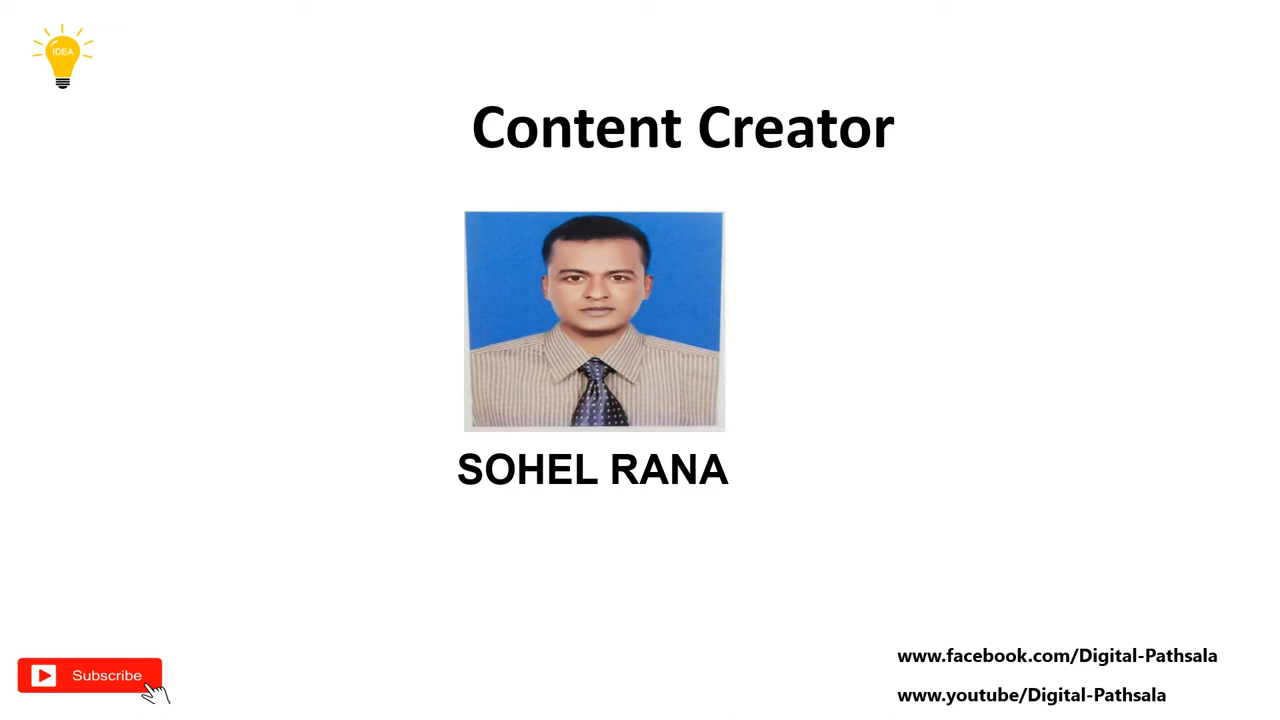 IDEA
Content Creator
SOHEL RANA
Subscribe
www.facebook.com/Digital-Pathsala
www.youtube/Digital-Pathsala